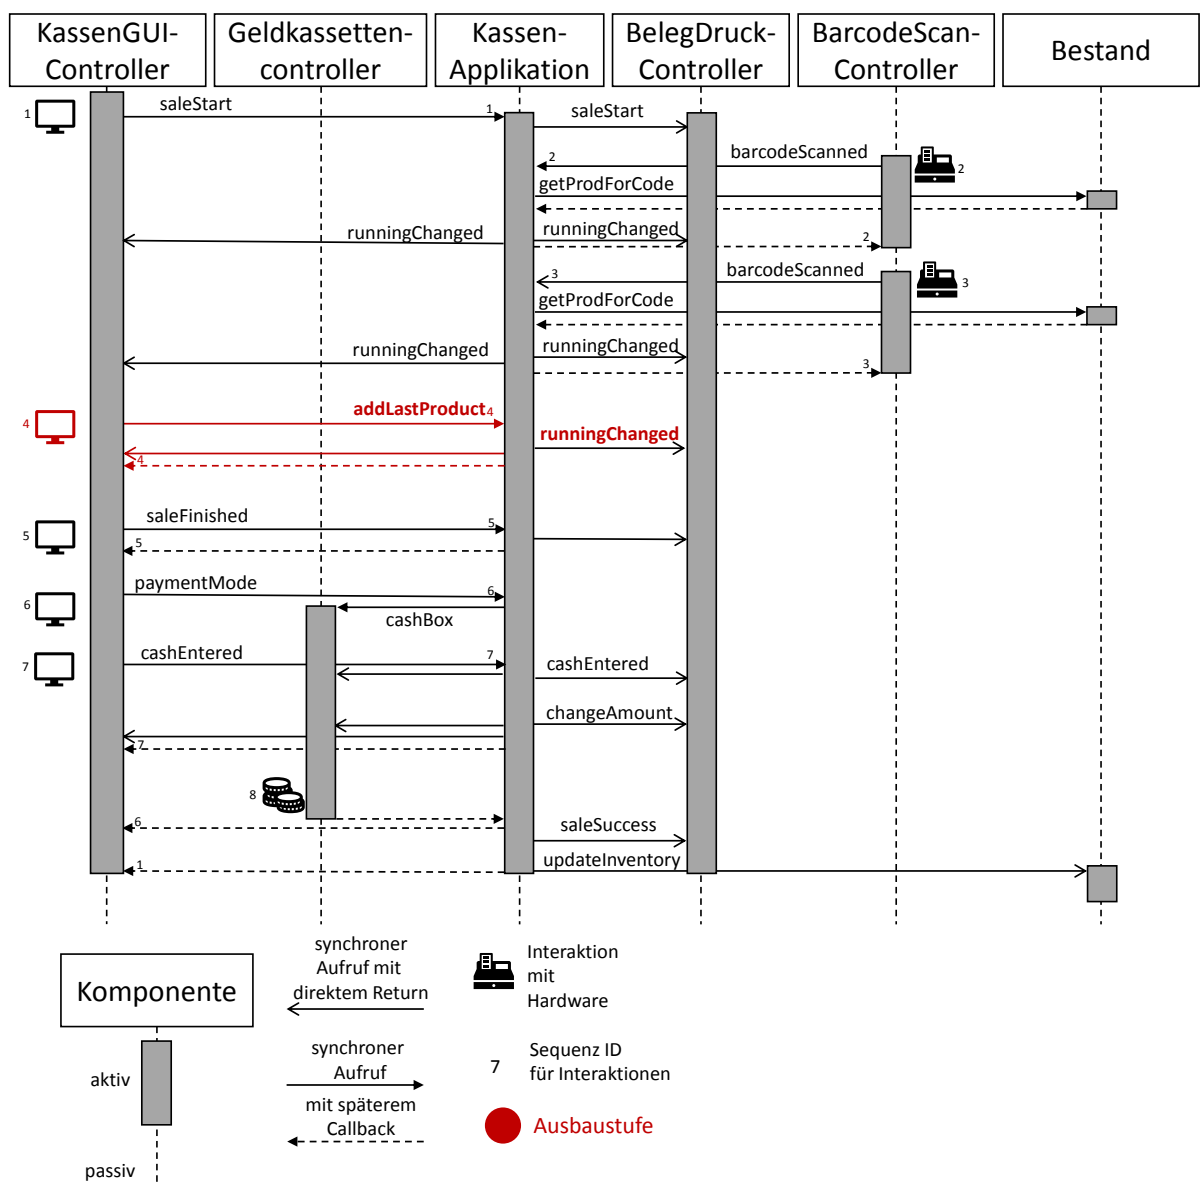 KassenGUI-
Controller
Geldkassetten-
controller
Kassen-
Applikation
BelegDruck-
Controller
BarcodeScan-
Controller
Bestand
1
saleStart
1
saleStart
2
barcodeScanned
2
getProdForCode
runningChanged
runningChanged
2
3
barcodeScanned
3
getProdForCode
runningChanged
runningChanged
3
4
addLastProduct
4
runningChanged
4
5
saleFinished
5
5
6
paymentMode
6
cashBox
7
cashEntered
7
cashEntered
changeAmount
7
8
6
saleSuccess
1
updateInventory
Komponente
aktiv
passiv
synchroner
Aufruf mit
direktem Return
synchroner
Aufruf
mit späterem
Callback
Interaktion
mit
Hardware
7
Sequenz ID
für Interaktionen
Ausbaustufe